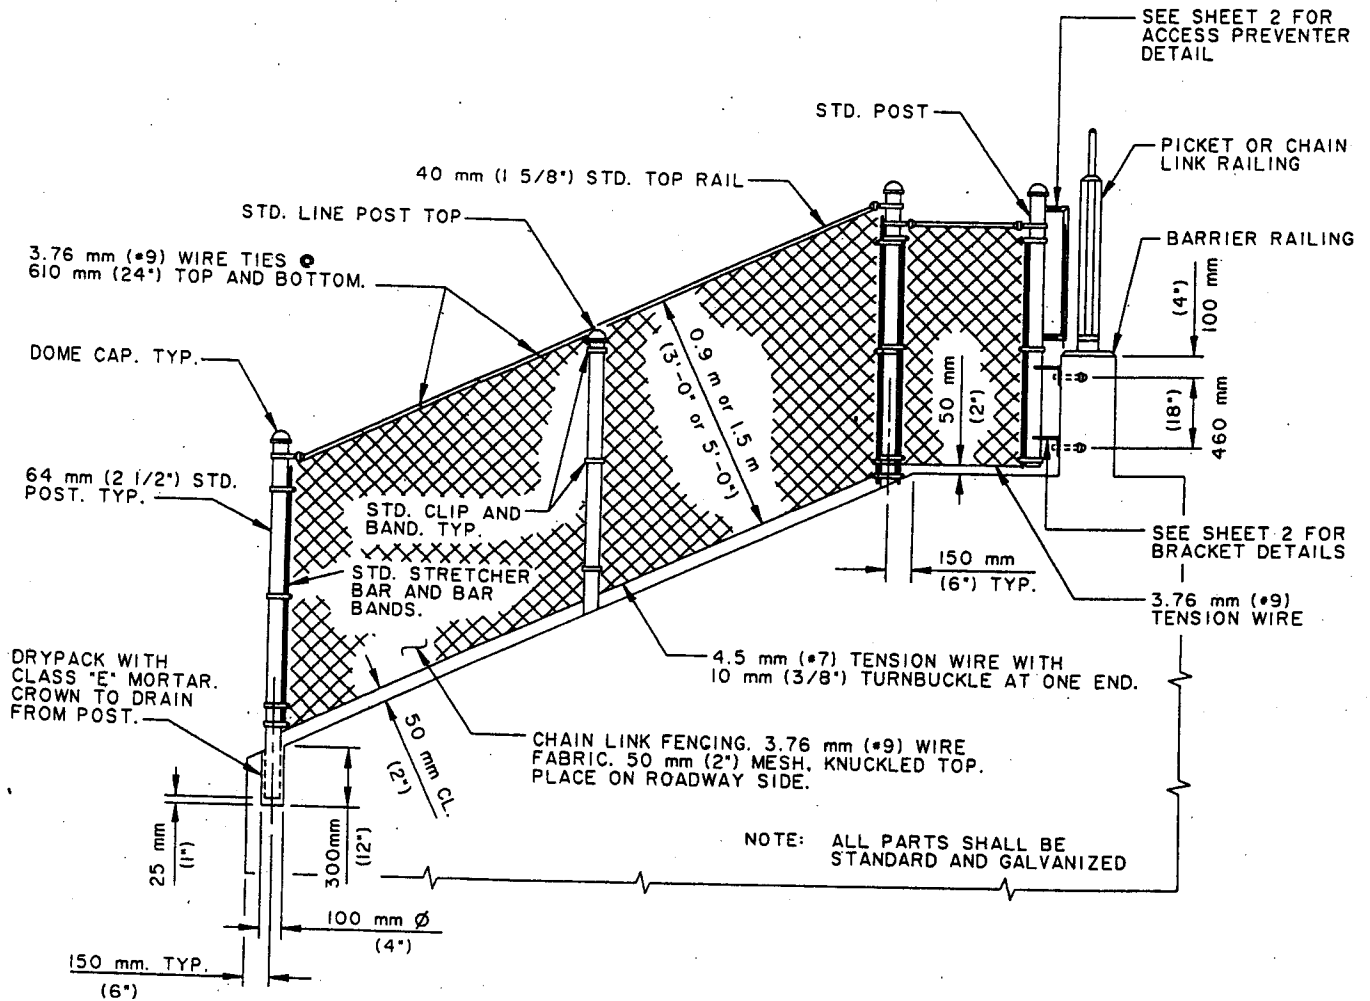 SEE SHEET 2 FOR
ACCESS PREVENTER
DETAIL
STD. POST
PICKET OR CHAIN
LINK RAILING
40 mm (1 5/8") STD. TOP RAIL
STD. LINE POST TOP
BARRIER RAILING
3.76 mm (#9) WIRE TIES @
610 mm (24") TOP AND BOTTOM.
(4")
100 mm
DOME CAP. TYP.
0.9 m or 1.5 m
(3'-0" or 5'-0")
50 mm
(2")
(18")
460 mm
64 mm (2 1/2") STD.
POST. TYP.
STD. CLIP AND
BAND. TYP.
SEE SHEET 2 FOR
BRACKET DETAILS
150 mm
(6") TYP.
STD. STRETCHER
BAR AND BAR
BANDS.
3.76 mm (#9)
TENSION WIRE
DRYPACK WITH
CLASS "E" MORTAR.
CROWN TO DRAIN
FROM POST.
4.5 mm (#7) TENSION WIRE WITH
10 mm (3/8") TURNBUCKLE AT ONE END.
50 mm CL.
(2")
CHAIN LINK FENCING. 3.76 mm (#9) WIRE
FABRIC. 50 mm (2") MESH, KNUCKLED TOP.
PLACE ON ROADWAY SIDE.
25 mm
(1")
300mm
(12")
NOTE: ALL PARTS SHALL BE
STANDARD AND GALVANIZED
100 mm Ø
(4")
150 mm. TYP.
(6")